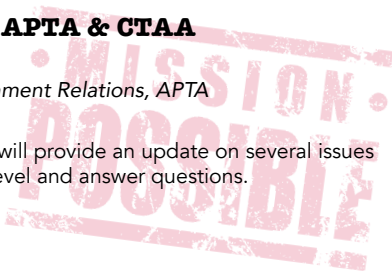 APTA & CTAA
• MISSION •
ment Relations, APTA
POSSIBLE
will provide an update on several issues
evel and answer questions.